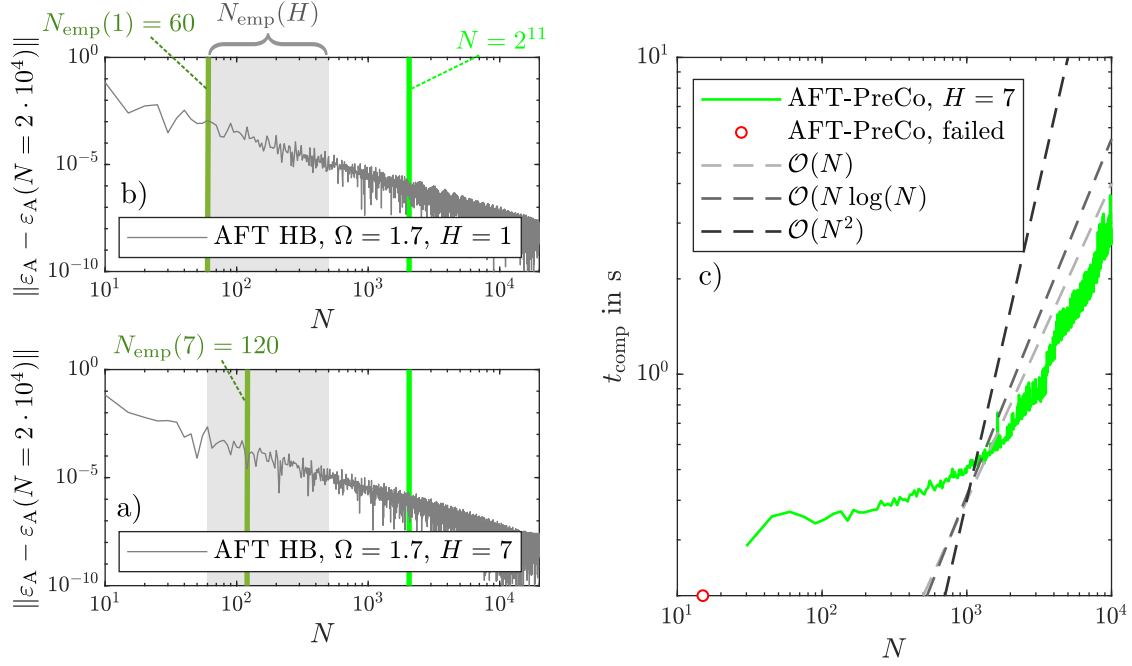 N_emp(1) = 60
N_emp(H)
N = 2^11
‖ε_A − ε_A(N = 2 · 10^4)‖
10^0
10^-5
10^-10
b)
AFT HB, Ω = 1.7, H = 1
10^1 10^2 10^3 10^4
N
N_emp(7) = 120
‖ε_A − ε_A(N = 2 · 10^4)‖
10^0
10^-5
10^-10
a)
AFT HB, Ω = 1.7, H = 7
10^1 10^2 10^3 10^4
N
t_comp in s
10^1
10^0
AFT-PreCo, H = 7
AFT-PreCo, failed
O(N)
O(N log(N)
O(N^2)
c)
10^1 10^2 10^3 10^4
N